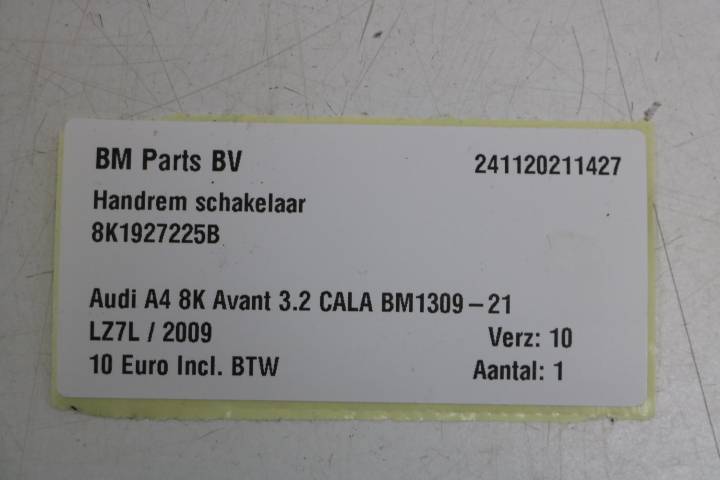 BM Parts BV 241120211427
Handrem schakelaar
8K1927225B
Audi A4 8K Avant 3.2 CALA BM1309-21
LZ7L / 2009 Verz: 10
10 Euro Incl. BTW Aantal: 1